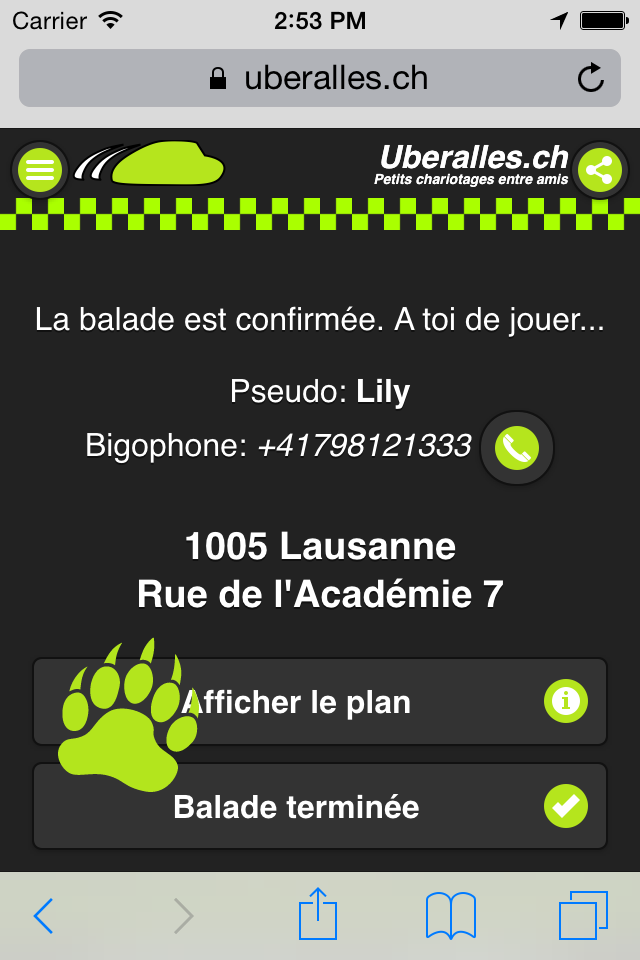 Carrier 2:53 PM
uberalles.ch
Uberalles.ch
Petits chariotages entre amis
La balade est confirmée. A toi de jouer...
Pseudo: Lily
Bigophone: +41798121333
1005 Lausanne
Rue de l'Académie 7
Afficher le plan
Balade terminée